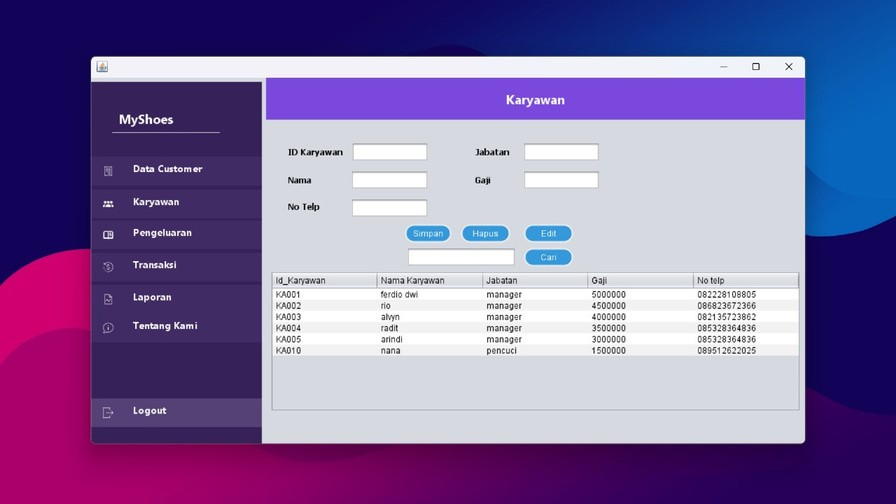 MyShoes
Data Customer
Karyawan
Pengeluaran
Transaksi
Laporan
Tentang Kami
Logout
Karyawan
ID Karyawan Jabatan
Nama Gaji
No Telp
Simpan Hapus Edit
Cari
Id_Karyawan Nama Karyawan Jabatan Gaji No telp
KA001 ferdio dwi manager 5000000 082228108805
KA002 rio manager 4500000 086823672366
KA003 alvyn manager 4000000 082135723862
KA004 radit manager 3500000 085328364836
KA005 arindi manager 3000000 085328364836
KA010 nana pencuci 1500000 089512622025